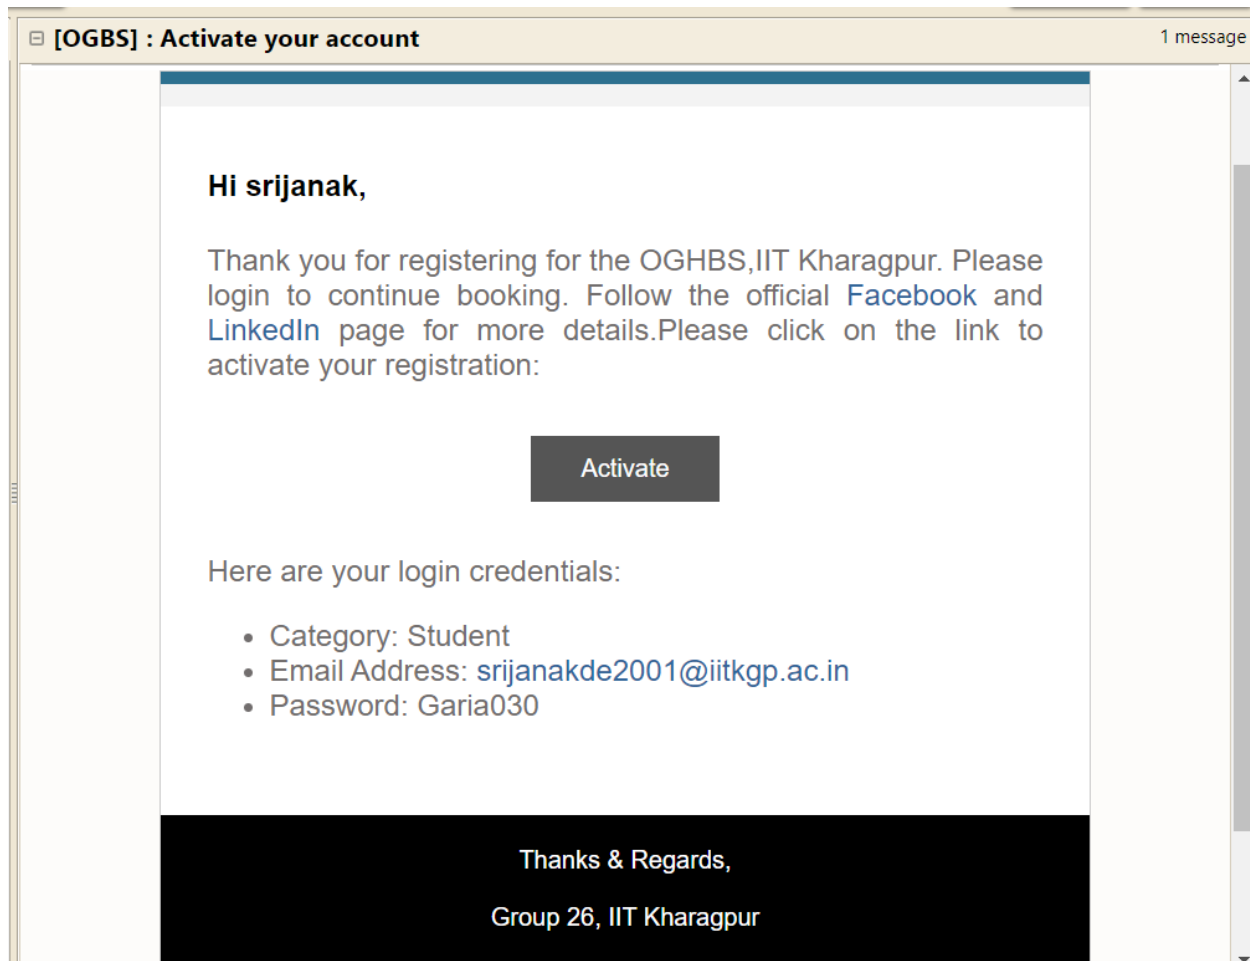 [OGBS] : Activate your account
1 message
Hi srijanak,
Thank you for registering for the OGHBS,IIT Kharagpur. Please
login to continue booking. Follow the official Facebook and
LinkedIn page for more details.Please click on the link to
activate your registration:
Activate
Here are your login credentials:
• Category: Student
• Email Address: srijanakde2001@iitkgp.ac.in
• Password: Garia030
Thanks & Regards,
Group 26, IIT Kharagpur